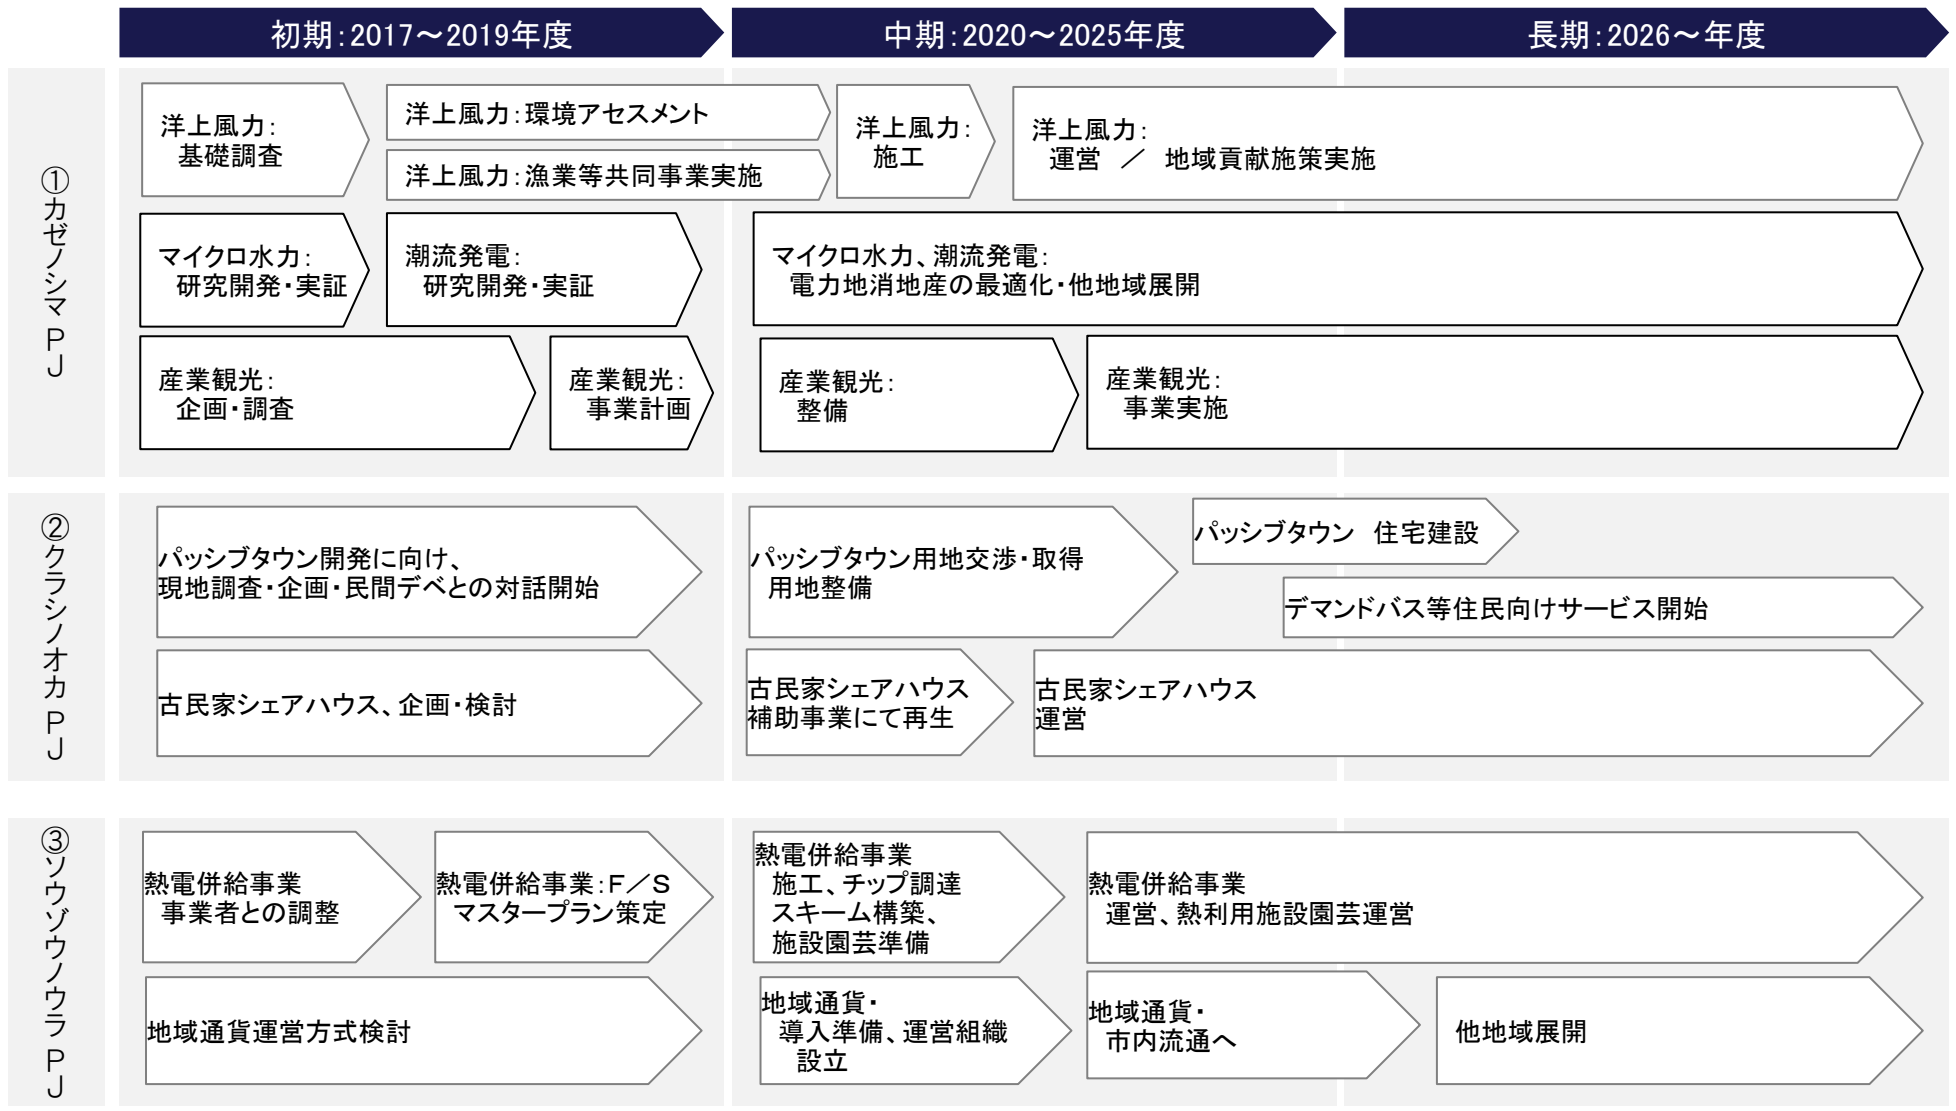 初期:2017～2019年度
中期:2020～2025年度
長期:2026～年度
①カゼノシマPJ
洋上風力:
基礎調査
洋上風力:環境アセスメント
洋上風力:漁業等共同事業実施
洋上風力:
施工
洋上風力:
運営 ／ 地域貢献施策実施
マイクロ水力:
研究開発・実証
潮流発電:
研究開発・実証
マイクロ水力、潮流発電:
電力地消地産の最適化・他地域展開
産業観光:
企画・調査
産業観光:
事業計画
産業観光:
整備
産業観光:
事業実施
②クラシノオカPJ
パッシブタウン開発に向け、
現地調査・企画・民間デベとの対話開始
パッシブタウン用地交渉・取得
用地整備
パッシブタウン 住宅建設
デマンドバス等住民向けサービス開始
古民家シェアハウス、企画・検討
古民家シェアハウス
補助事業にて再生
古民家シェアハウス
運営
③ソウゾウノウラPJ
熱電併給事業
事業者との調整
熱電併給事業:F／S
マスタープラン策定
熱電併給事業
施工、チップ調達
スキーム構築、
施設園芸準備
熱電併給事業
運営、熱利用施設園芸運営
地域通貨運営方式検討
地域通貨・
導入準備、運営組織
設立
地域通貨・
市内流通へ
他地域展開